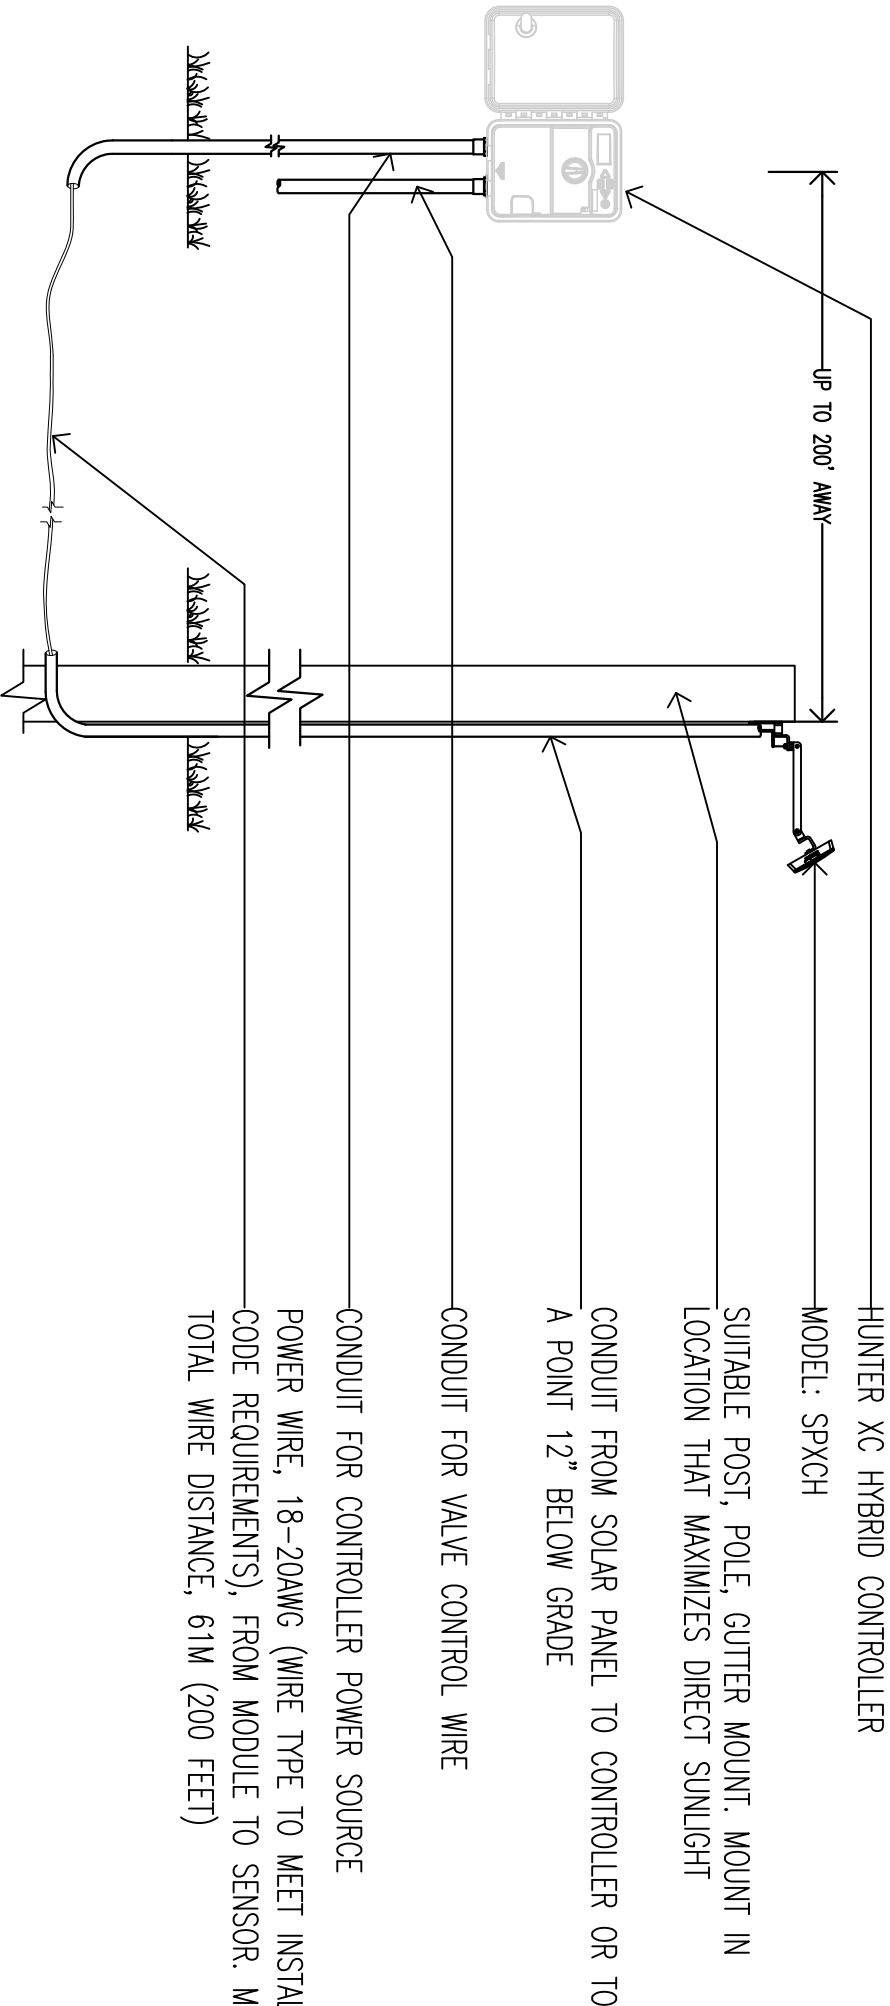 UP TO 200' AWAY
HUNTER XC HYBRID CONTROLLER
MODEL: SPXCH
SUITABLE POST, POLE, GUTTER MOUNT. MOUNT IN
LOCATION THAT MAXIMIZES DIRECT SUNLIGHT
CONDUIT FROM SOLAR PANEL TO CONTROLLER OR TO
A POINT 12" BELOW GRADE
CONDUIT FOR VALVE CONTROL WIRE
CONDUIT FOR CONTROLLER POWER SOURCE
POWER WIRE, 18-20AWG (WIRE TYPE TO MEET INSTAL
CODE REQUIREMENTS), FROM MODULE TO SENSOR. M
TOTAL WIRE DISTANCE, 61M (200 FEET)